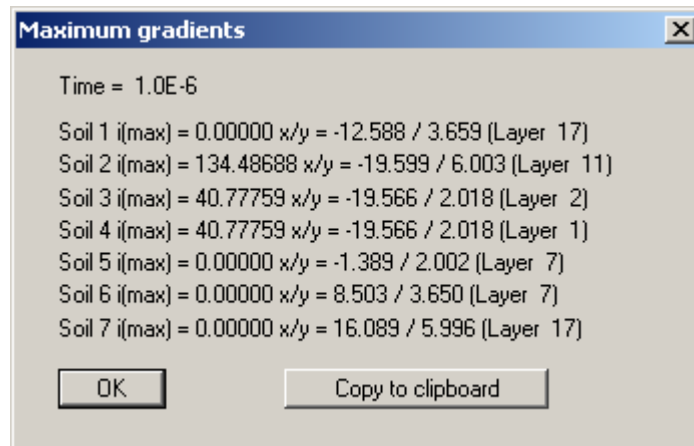 Maximum gradients
Time = 1.0E-6
Soil 1 i(max) = 0.00000 x/y = -12.588 / 3.659 (Layer 17)
Soil 2 i(max) = 134.48688 x/y = -19.599 / 6.003 (Layer 11)
Soil 3 i(max) = 40.77759 x/y = -19.566 / 2.018 (Layer 2)
Soil 4 i(max) = 40.77759 x/y = -19.566 / 2.018 (Layer 1)
Soil 5 i(max) = 0.00000 x/y = -1.389 / 2.002 (Layer 7)
Soil 6 i(max) = 0.00000 x/y = 8.503 / 3.650 (Layer 7)
Soil 7 i(max) = 0.00000 x/y = 16.089 / 5.996 (Layer 17)
OK Copy to clipboard